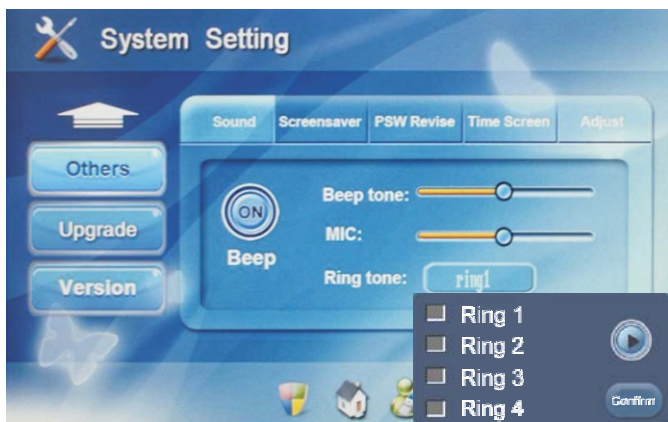 System Setting
Sound Screensaver PSW Revise Time Screen Adjust
Others
Upgrade
Version
ON
Beep
Beep tone:
MIC:
Ring tone: ring1
Ring 1
Ring 2
Ring 3
Ring 4
Confirm